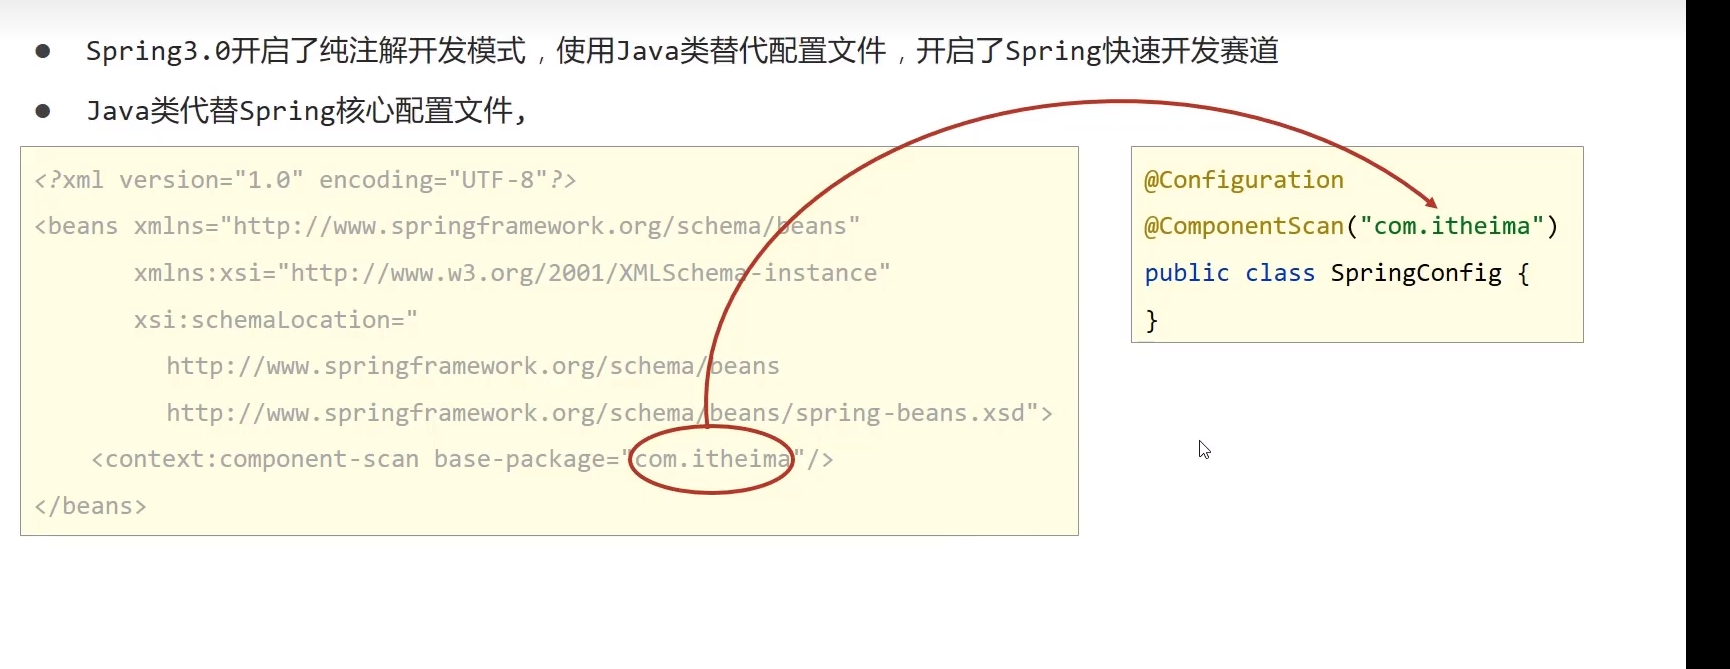 ● Spring3.0开启了纯注解开发模式，使用Java类替代配置文件，开启了Spring快速开发赛道
● Java类代替Spring核心配置文件,
<?xml version="1.0" encoding="UTF-8"?>
<beans xmlns="http://www.springframework.org/schema/beans"
xmlns:xsi="http://www.w3.org/2001/XMLSchema-instance"
xsi:schemaLocation="
http://www.springframework.org/schema/beans
http://www.springframework.org/schema/beans/spring-beans.xsd">
<context:component-scan base-package="com.itheima"/>
</beans>
@Configuration
@ComponentScan("com.itheima")
public class SpringConfig {
}